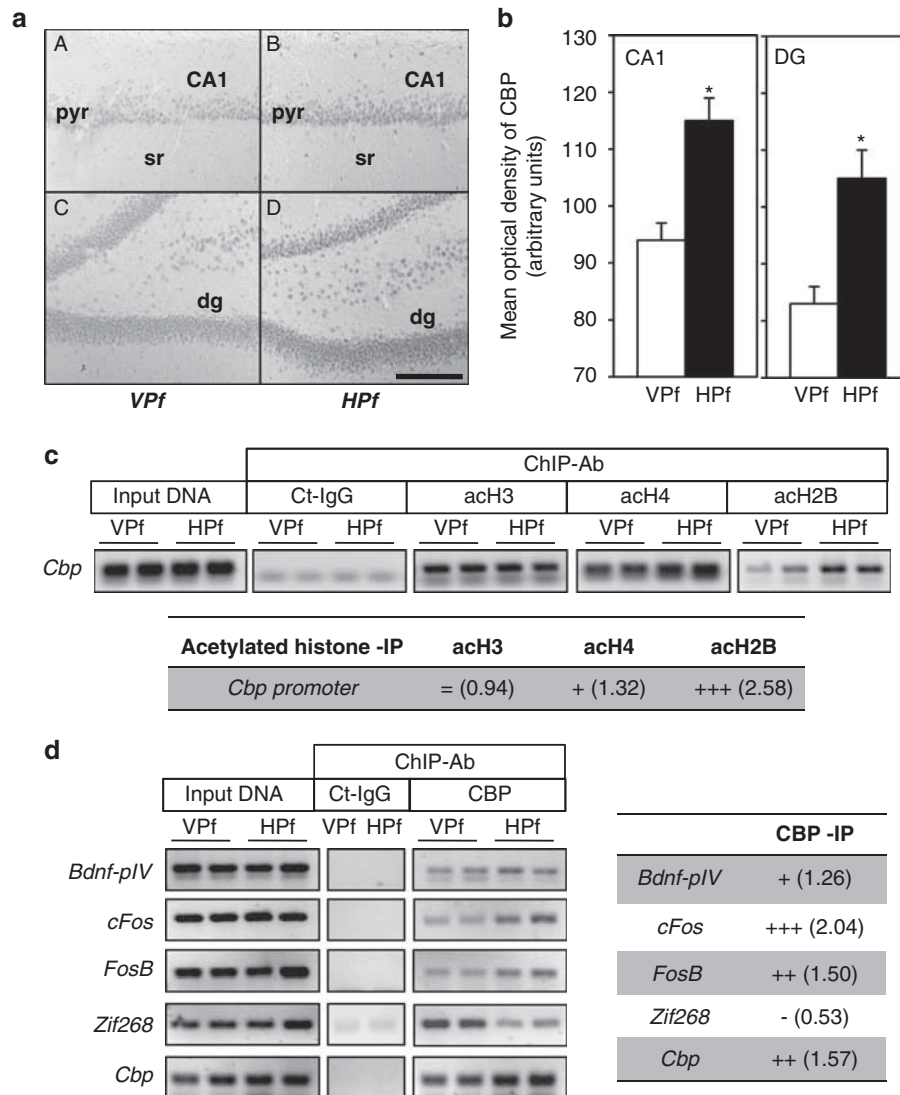 a
A
B
CA1
CA1
pyr
pyr
sr
sr
C
D
dg
dg
VPf
HPf
b
Mean optical density of CBP
(arbitrary units)
130
120
110
100
90
80
70
CA1
*
DG
*
VPf HPf
VPf HPf
c
ChIP-Ab
Input DNA Ct-IgG acH3 acH4 acH2B
VPf HPf VPf HPf VPf HPf VPf HPf VPf HPf
Cbp
Acetylated histone -IP acH3 acH4 acH2B
Cbp promoter = (0.94) + (1.32) +++ (2.58)
d
ChIP-Ab
Input DNA Ct-IgG CBP
VPf HPf VPf HPf VPf HPf
Bdnf-pIV
cFos
FosB
Zif268
Cbp
CBP -IP
Bdnf-pIV + (1.26)
cFos +++ (2.04)
FosB ++ (1.50)
Zif268 - (0.53)
Cbp ++ (1.57)